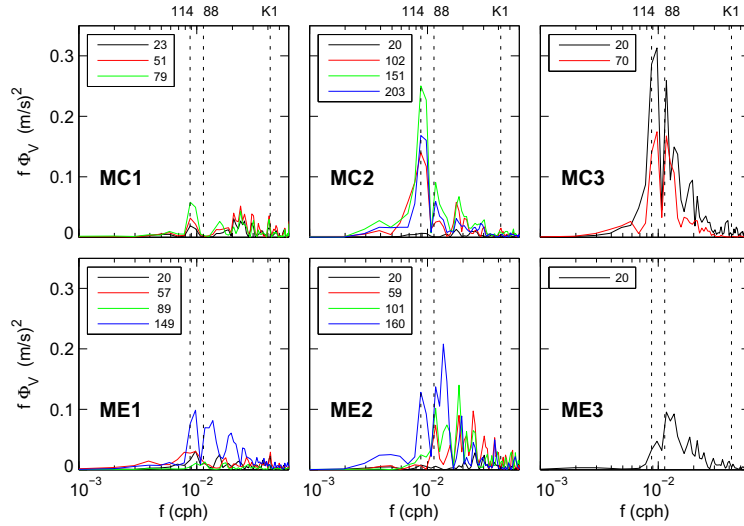 114 88 K1 114 88 K1 114 88 K1
f Φ_V (m/s)²
0.3
0.2
0.1
0
23
51
79
MC1
20
102
151
203
MC2
20
70
MC3
f Φ_V (m/s)²
0.3
0.2
0.1
0
20
57
89
149
ME1
20
59
101
160
ME2
20
ME3
10⁻³ 10⁻² 10⁻³ 10⁻² 10⁻³ 10⁻²
f (cph) f (cph) f (cph)